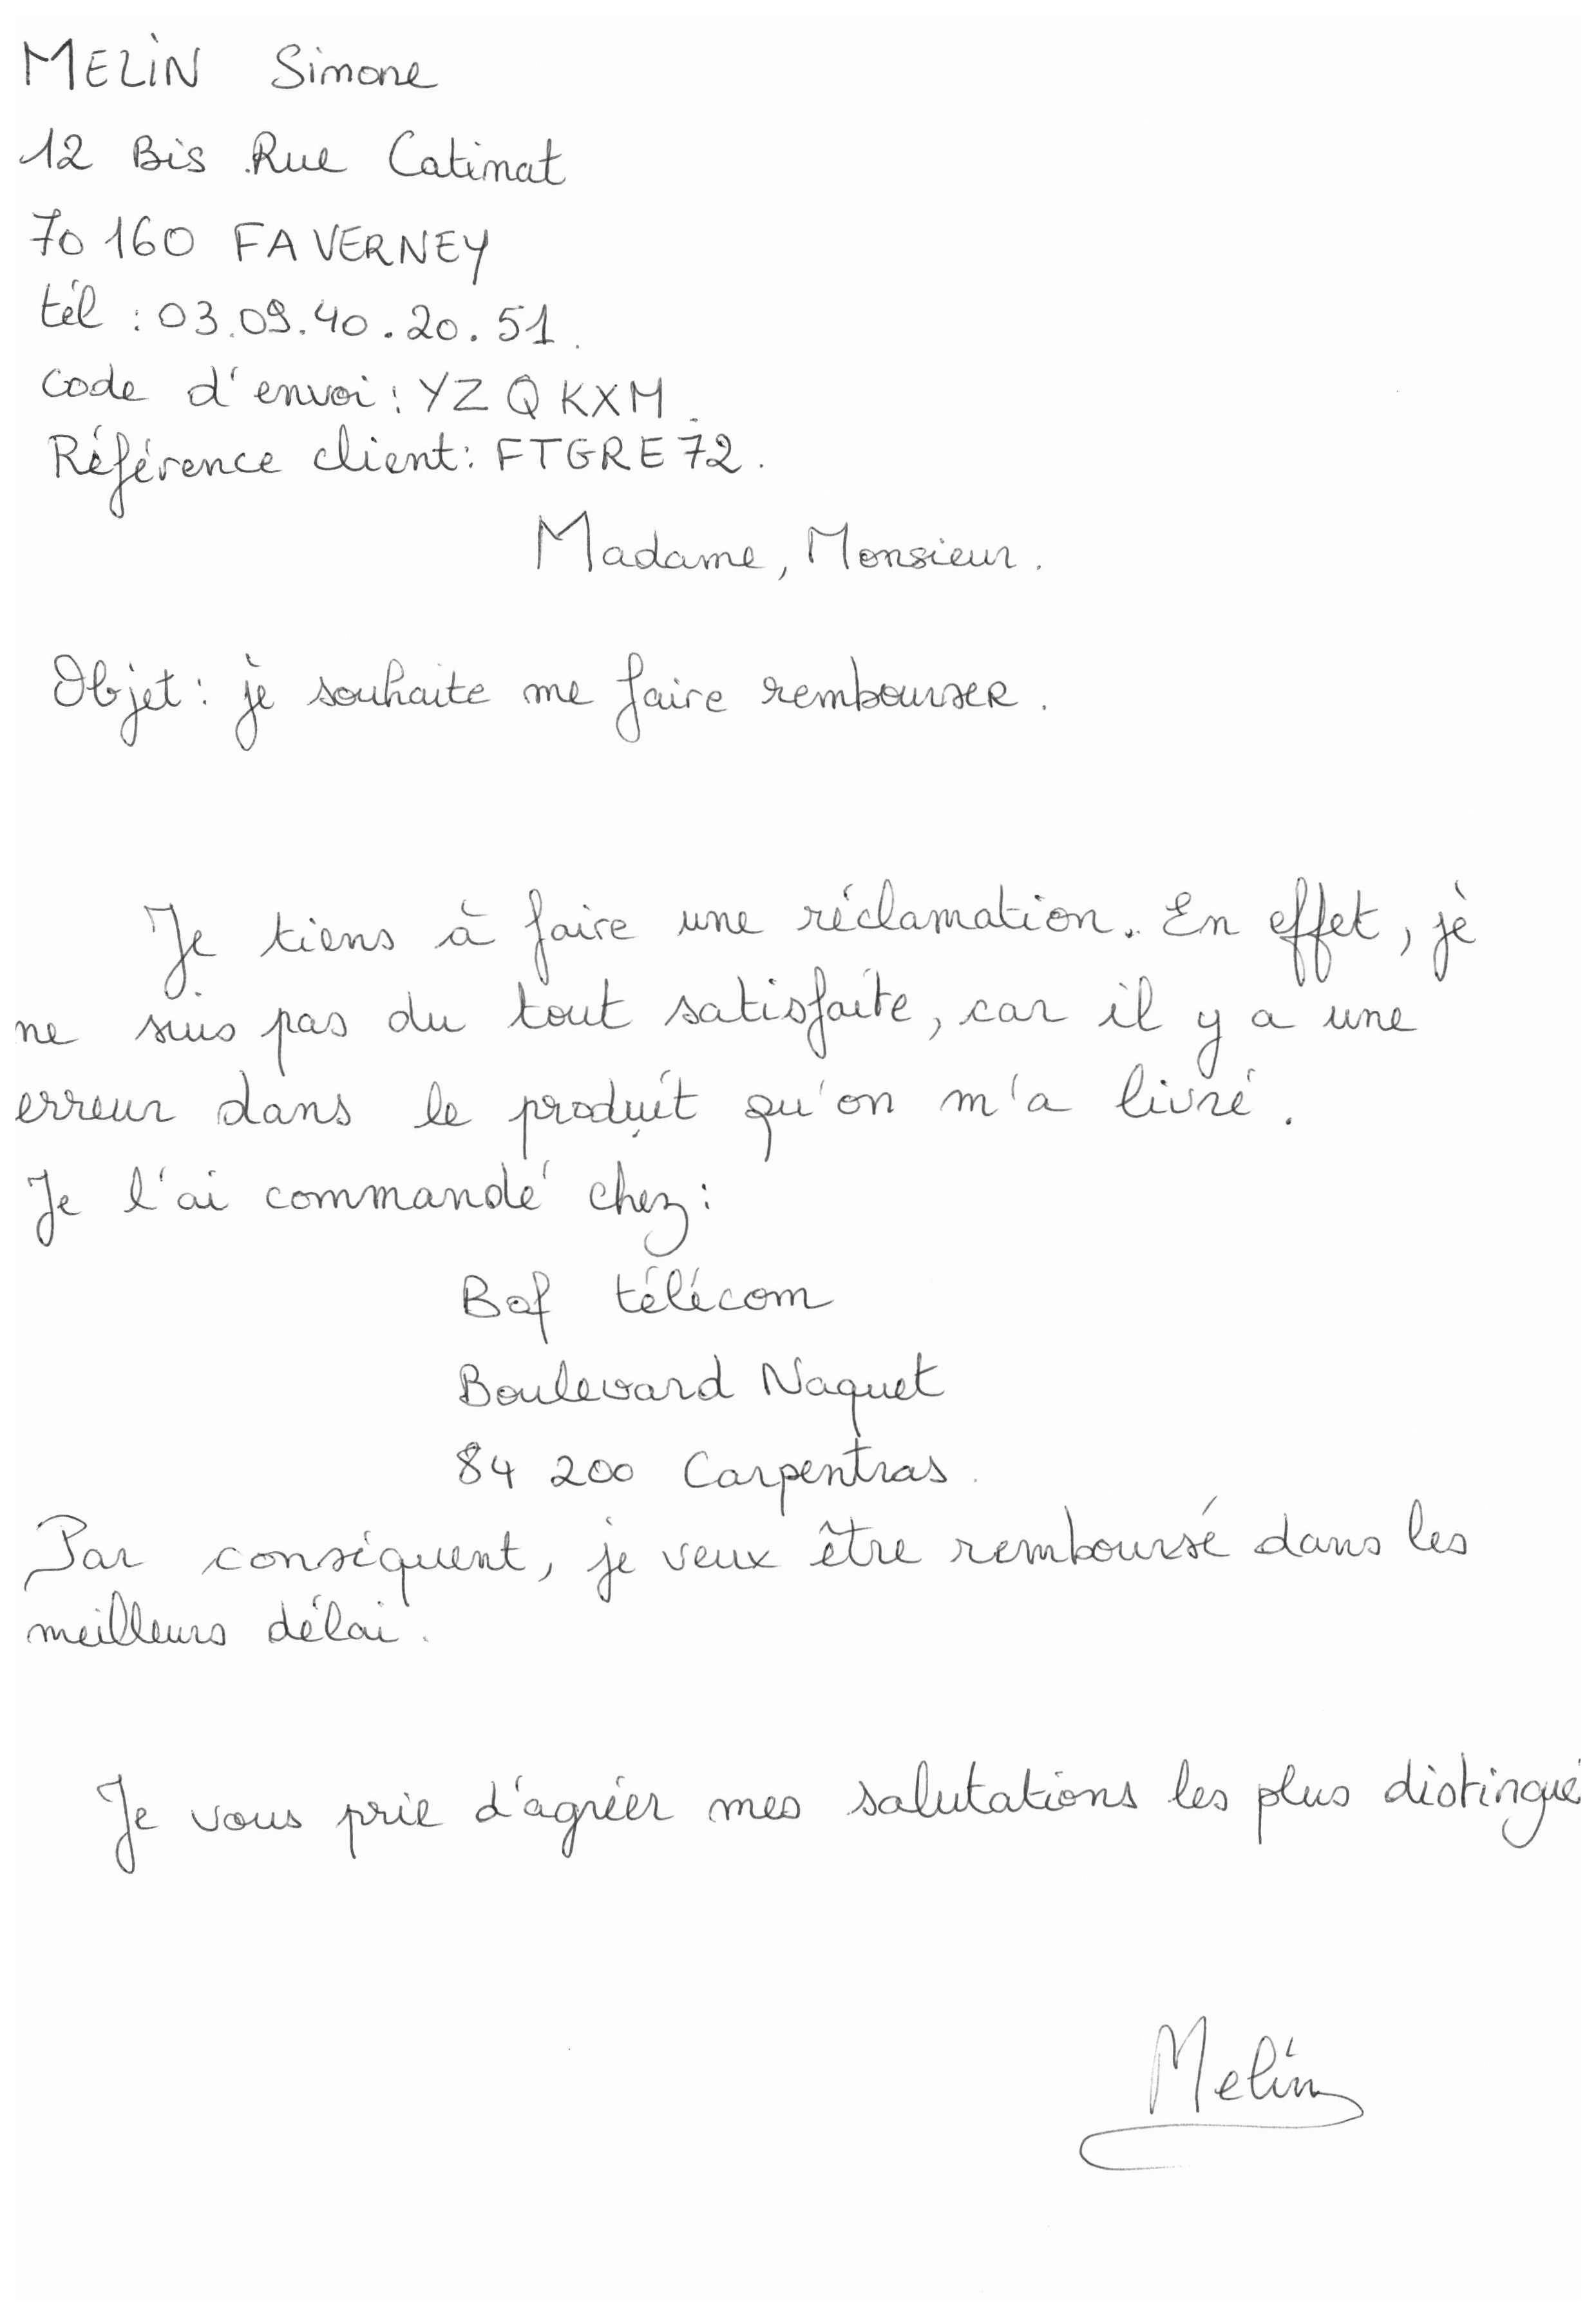 MELIN Simone
12 Bis Rue Catinat
70 160 FAVERNEY
tél : 03.09.40.20.51.
Code d'envoi : YZQKXM.
Référence client : FTGRE72.
Madame, Monsieur.
Objet : je souhaite me faire rembourser.
Je tiens à faire une réclamation. En effet, je
ne suis pas du tout satisfaite, car il y a une
erreur dans le produit qu'on m'a livré.
Je l'ai commandé chez :
Baf télécom
Boulevard Naquet
84 200 Carpentras.
Par conséquent, je veux être remboursé dans les
meilleurs délai.
Je vous prie d'agréer mes salutations les plus distingué
Melin